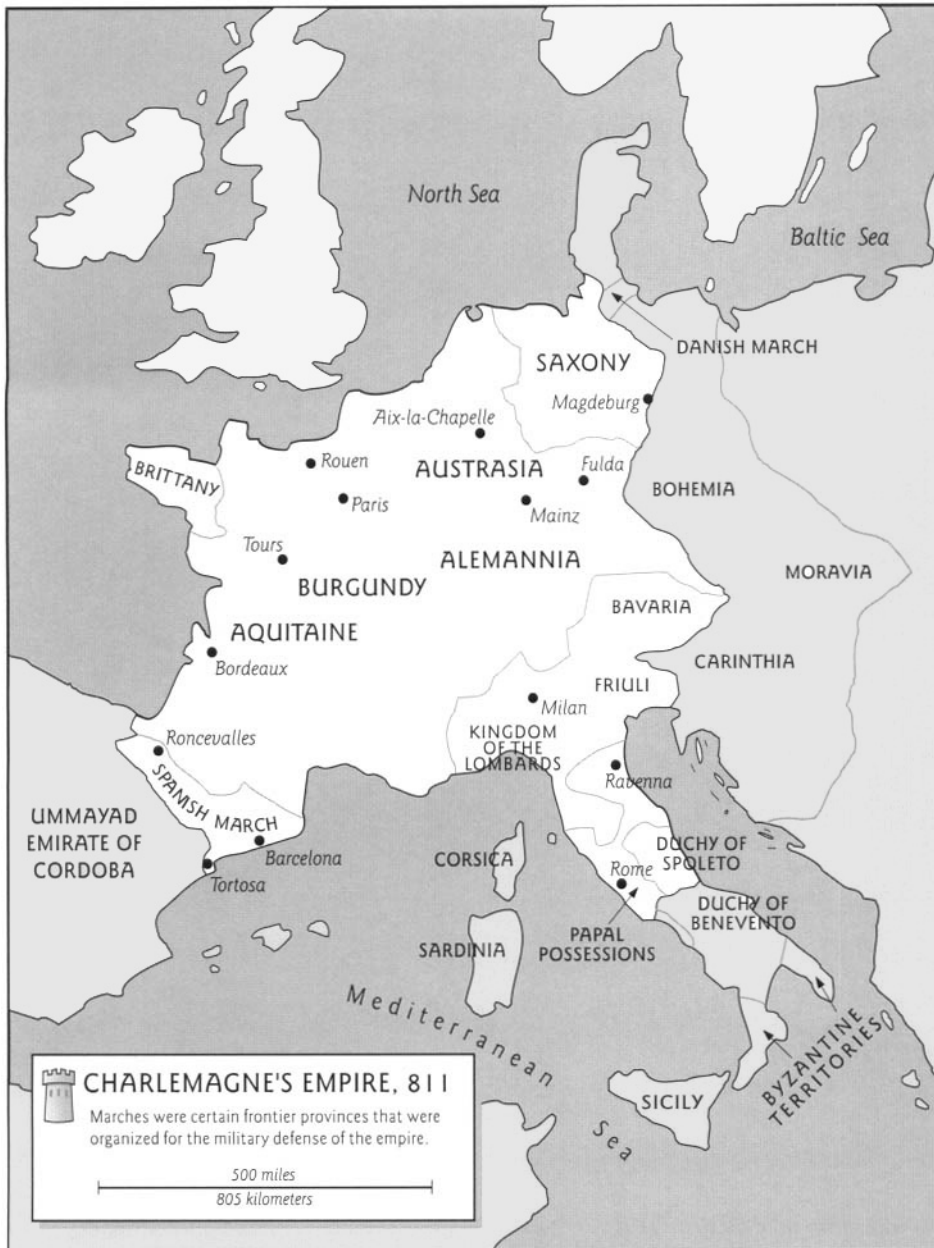 North Sea
Baltic Sea
DANISH MARCH
SAXONY
Magdeburg
Aix-la-Chapelle
Rouen
AUSTRASIA
Fulda
BRITTANY
Paris
Mainz
BOHEMIA
Tours
ALEMANNIA
BURGUNDY
MORAVIA
BAVARIA
AQUITAINE
Bordeaux
CARINTHIA
FRIULI
Milan
Roncevalles
KINGDOM
OF THE
LOMBARDS
Ravenna
SPANISH MARCH
UMMAYAD
EMIRATE OF
CORDOBA
Barcelona
Tortosa
CORSICA
DUCHY OF
SPOLETO
Rome
DUCHY OF
BENEVENTO
SARDINIA
PAPAL
POSSESSIONS
Mediterranean
Sea
BYZANTINE
TERRITORIES
SICILY
CHARLEMAGNE'S EMPIRE, 811
Marches were certain frontier provinces that were
organized for the military defense of the empire.
500 miles
805 kilometers